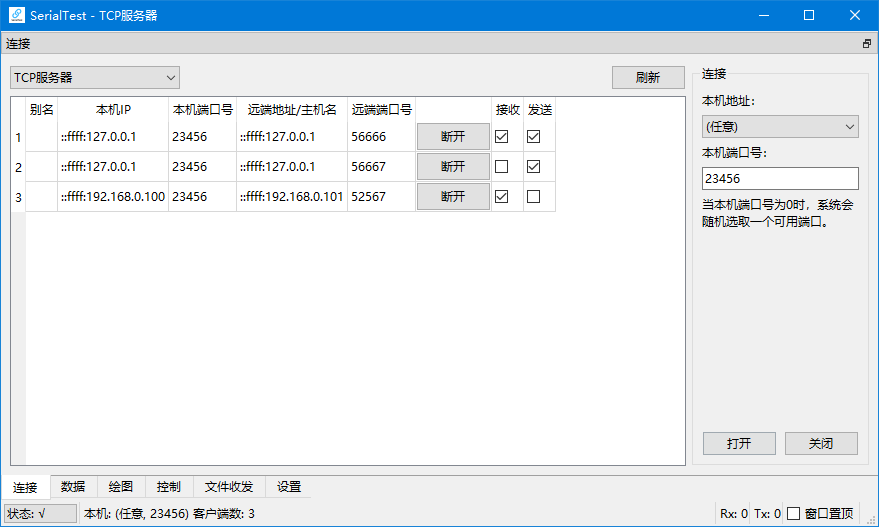 SerialTest - TCP服务器
连接
TCP服务器
刷新
别名 本机IP 本机端口号 远端地址/主机名 远端端口号 接收 发送
1 ::ffff:127.0.0.1 23456 ::ffff:127.0.0.1 56666 断开
2 ::ffff:127.0.0.1 23456 ::ffff:127.0.0.1 56667 断开
3 ::ffff:192.168.0.100 23456 ::ffff:192.168.0.101 52567 断开
连接
本机地址:
(任意)
本机端口号:
23456
当本机端口号为0时，系统会
随机选取一个可用端口。
打开 关闭
连接 数据 绘图 控制 文件收发 设置
状态: √ 本机: (任意, 23456) 客户端数: 3 Rx: 0 Tx: 0 窗口置顶